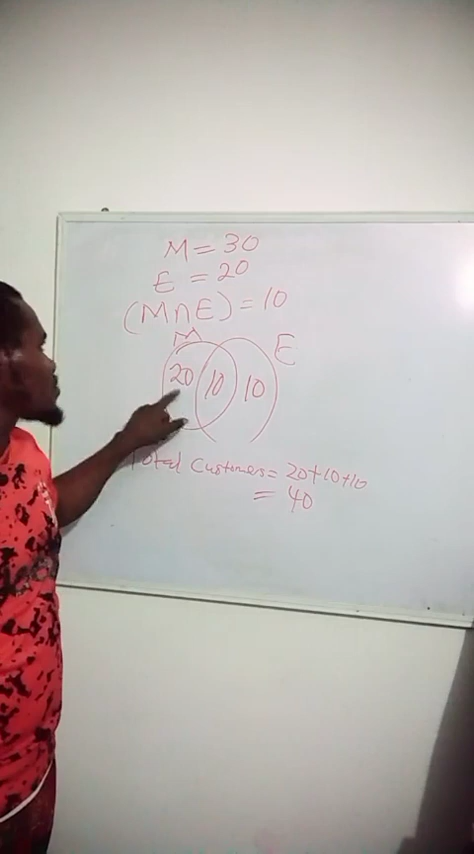 M = 30
E = 20
(M∩E) = 10
M
E
20 10 10
Total Customers = 20+10+10
= 40